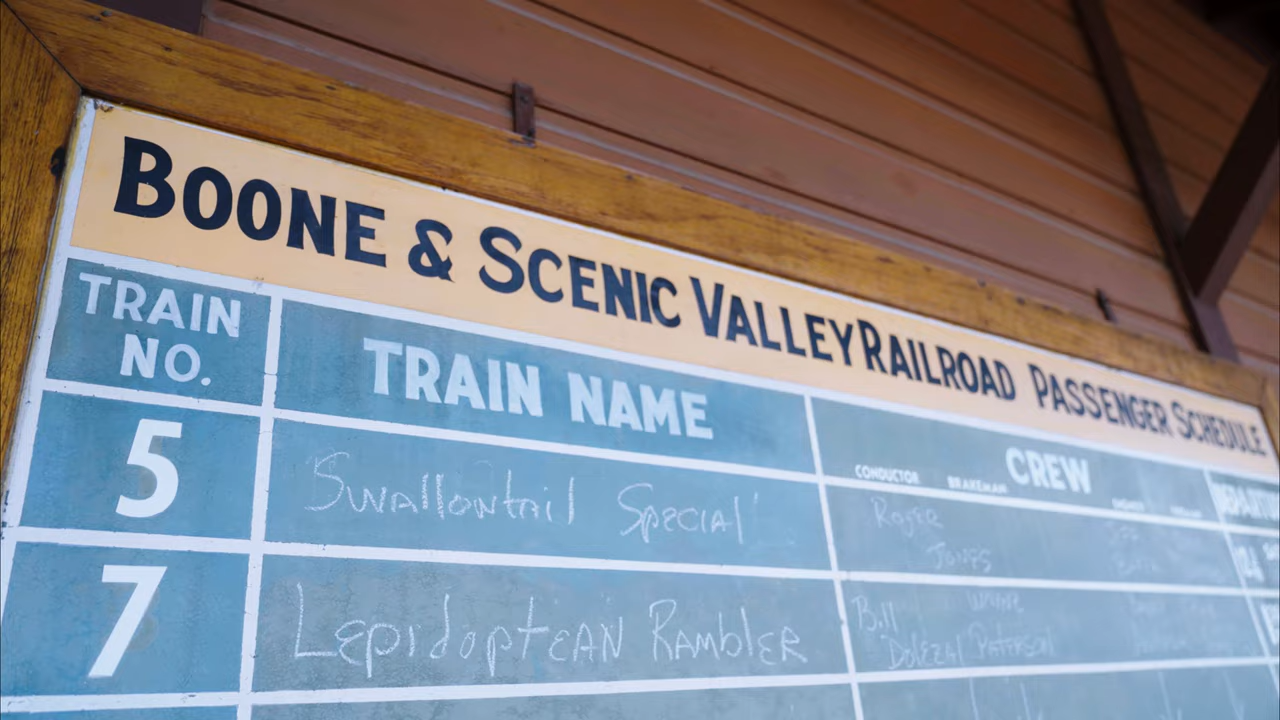 BOONE & SCENIC VALLEY RAILROAD PASSENGER SCHEDULE
TRAIN NO.
TRAIN NAME
CREW
CONDUCTOR BRAKEMAN
5
Swallowtail Special
Roger
Jones
7
Lepidoptean Rambler
Bill Wayne
Dolezal Paterson